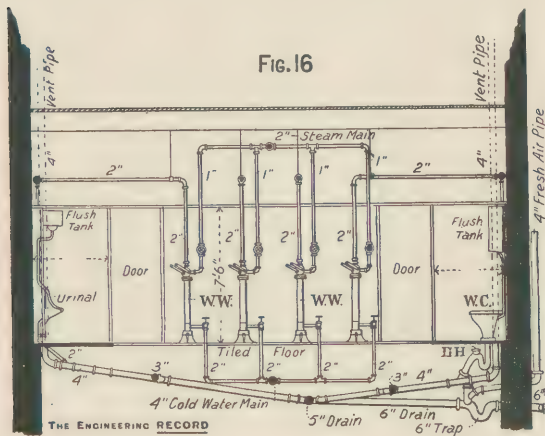 FIG. 16
Vent Pipe
Vent Pipe
4" Fresh Air Pipe
4"
4"
2" Steam Main
2"
1"
1"
1"
1"
2"
Flush
Tank
Flush
Tank
Door
2"
2"
2"
2"
Door
7'6"
Urinal
W.W.
W.W.
W.C.
Tiled Floor
DH
2"
4"
3"
2"
2"
2"
2"
3"
4"
4" Cold Water Main
5" Drain
6" Drain
6" Trap
6"
THE ENGINEERING RECORD